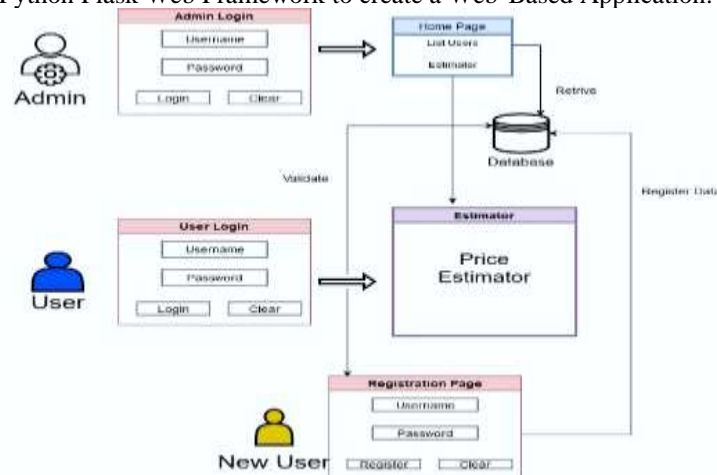 Python Flask Web Framework to create a Web-Based Application.
Admin Login
Username
Password
Login
Clear
Admin
Home Page
List Users
Estimator
Retrive
Database
Validate
Register Data
User Login
Username
Password
Login
Clear
User
Estimator
Price
Estimator
Registration Page
Username
Password
Register
Clear
New User